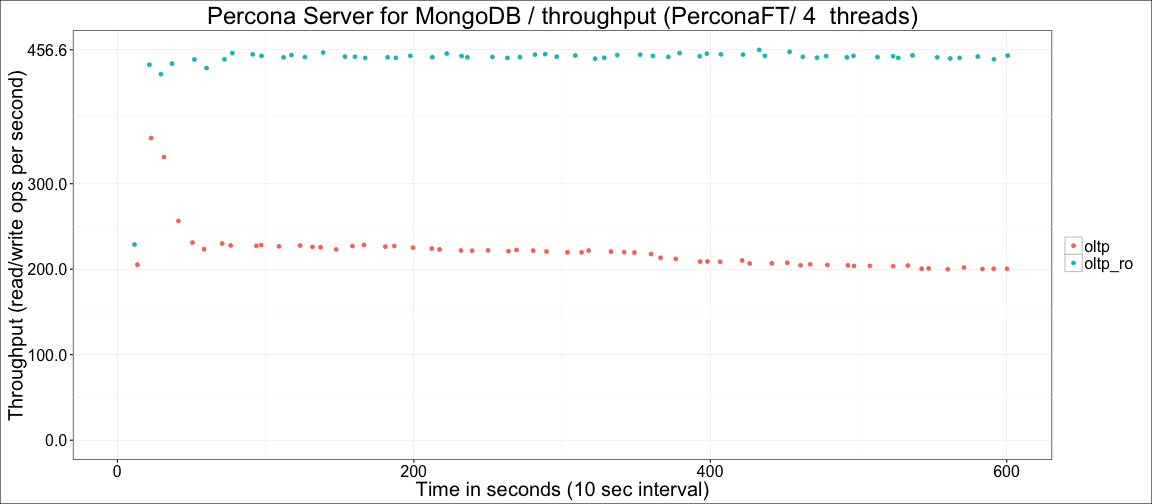 Percona Server for MongoDB / throughput (PerconaFT/ 4  threads)
Throughput (read/write ops per second)
456.6
300.0
200.0
100.0
0.0
0 200 400 600
Time in seconds (10 sec interval)
oltp
oltp_ro